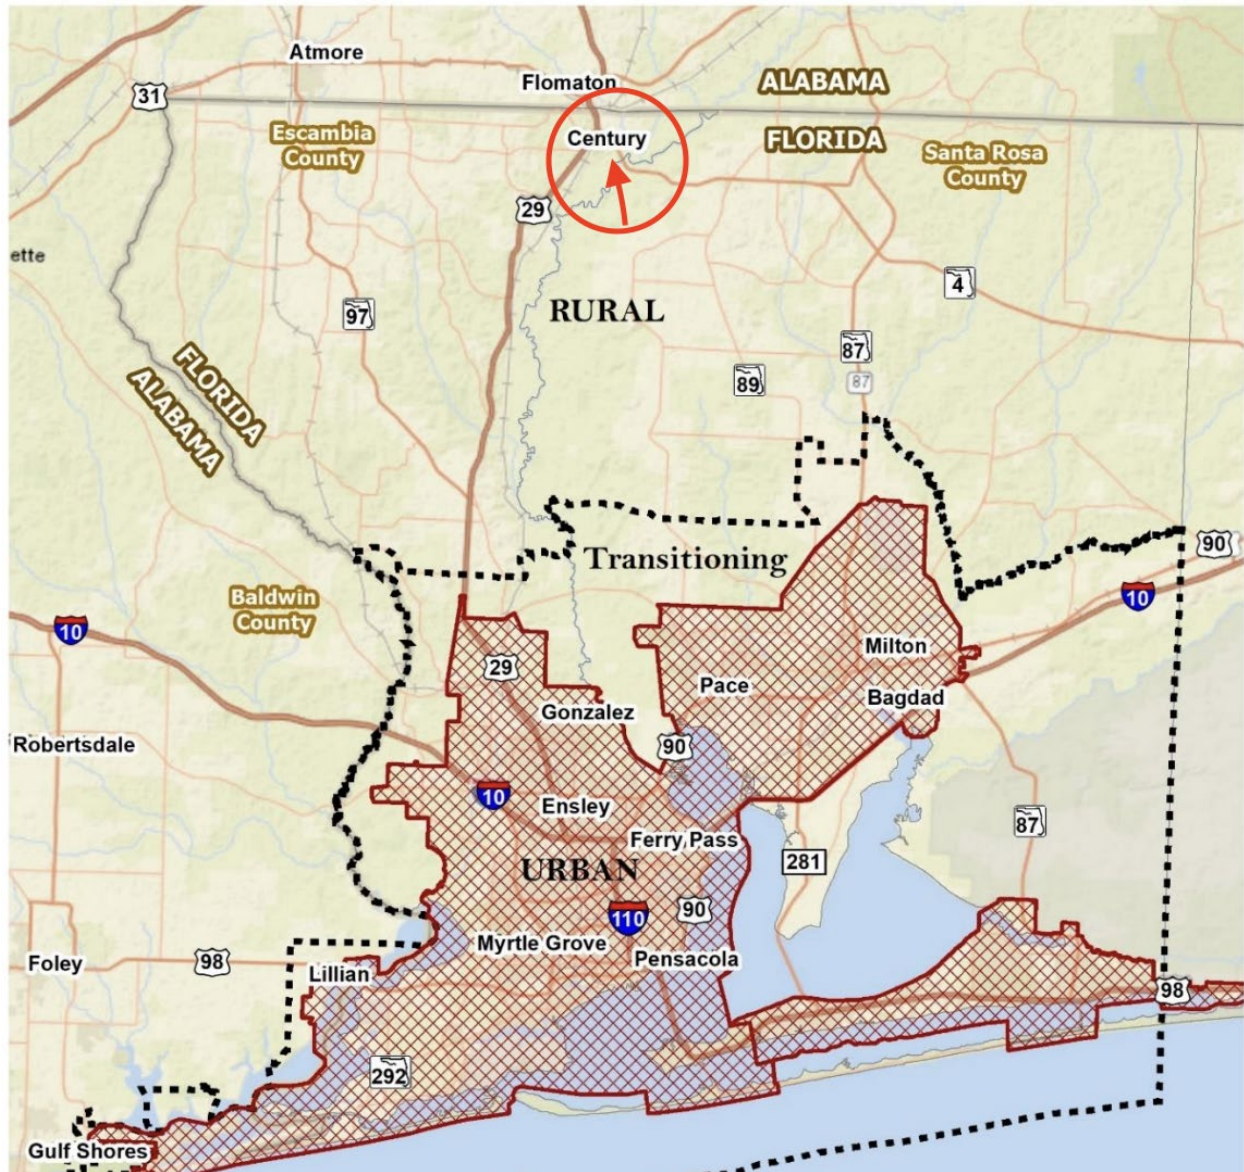 Atmore
Flomaton
ALABAMA
31
Escambia
County
Century
FLORIDA
Santa Rosa
County
29
ette
4
RURAL
97
87
89
87
FLORIDA
ALABAMA
Transitioning
90
Baldwin
County
10
10
Milton
29
Pace
Bagdad
Gonzalez
Robertsdale
90
10
Ensley
87
Ferry Pass
281
URBAN
110
90
Myrtle Grove
Pensacola
Foley
98
Lillian
98
292
Gulf Shores